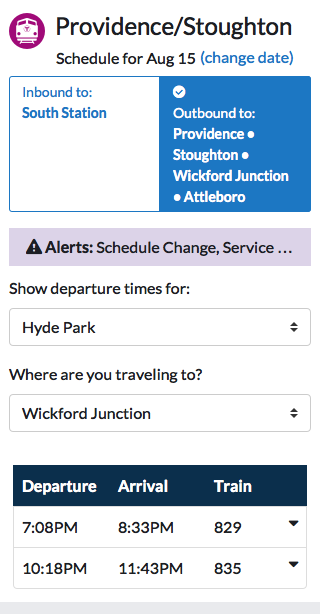 Providence/Stoughton
Schedule for Aug 15 (change date)
Inbound to:
South Station
Outbound to:
Providence •
Stoughton •
Wickford Junction
• Attleboro
Alerts: Schedule Change, Service ...
Show departure times for:
Hyde Park
Where are you traveling to?
Wickford Junction
Departure Arrival Train
7:08PM 8:33PM 829
10:18PM 11:43PM 835